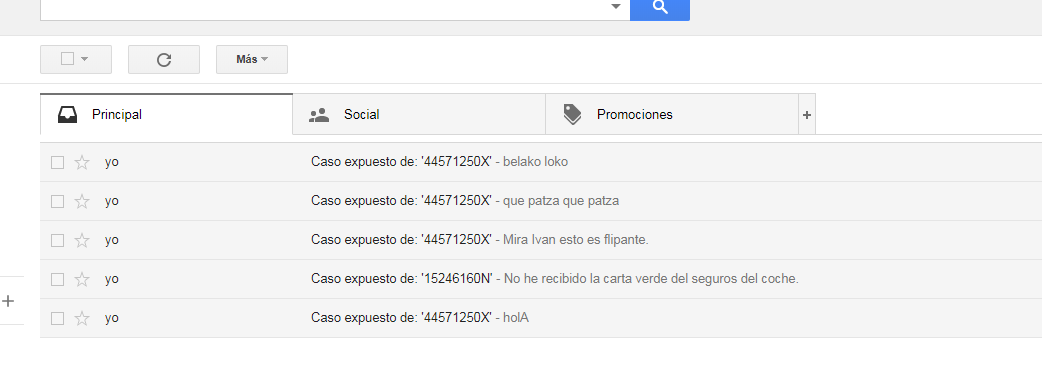 Más
Principal Social Promociones
yo Caso expuesto de: '44571250X' - belako loko
yo Caso expuesto de: '44571250X' - que patza que patza
yo Caso expuesto de: '44571250X' - Mira Ivan esto es flipante.
yo Caso expuesto de: '15246160N' - No he recibido la carta verde del seguros del coche.
yo Caso expuesto de: '44571250X' - holA